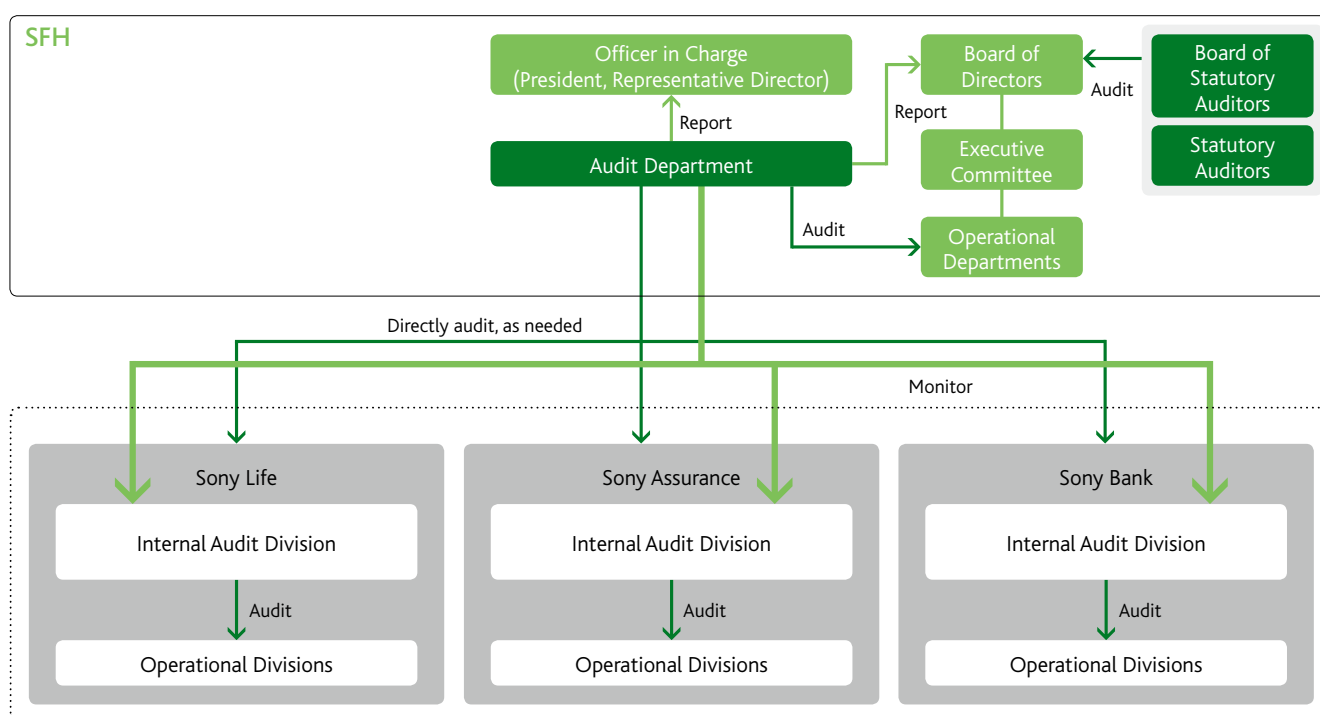 SFH
Officer in Charge
(President, Representative Director)
Board of
Directors
Board of
Statutory
Auditors
Audit
Report
Report
Audit Department
Executive
Committee
Statutory
Auditors
Audit
Operational
Departments
Directly audit, as needed
Monitor
Sony Life
Sony Assurance
Sony Bank
Internal Audit Division
Internal Audit Division
Internal Audit Division
Audit
Audit
Audit
Operational Divisions
Operational Divisions
Operational Divisions